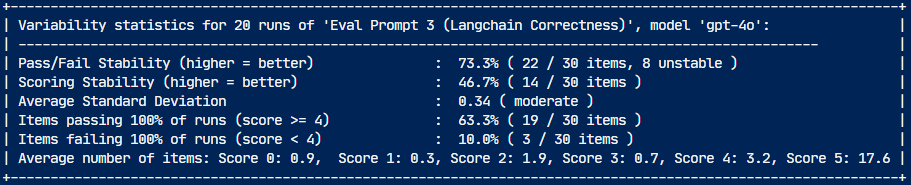 Variability statistics for 20 runs of 'Eval Prompt 3 (Langchain Correctness)', model 'gpt-4o':
Pass/Fail Stability (higher = better) : 73.3% ( 22 / 30 items, 8 unstable )
Scoring Stability (higher = better) : 46.7% ( 14 / 30 items )
Average Standard Deviation : 0.34 ( moderate )
Items passing 100% of runs (score >= 4) : 63.3% ( 19 / 30 items )
Items failing 100% of runs (score < 4) : 10.0% ( 3 / 30 items )
Average number of items: Score 0: 0.9, Score 1: 0.3, Score 2: 1.9, Score 3: 0.7, Score 4: 3.2, Score 5: 17.6